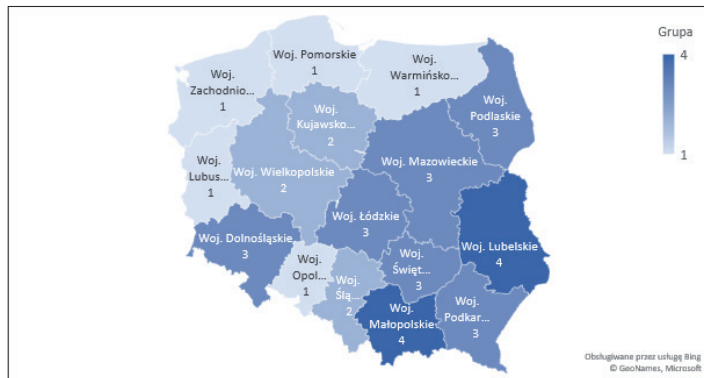 Grupa
4
1
Woj. Pomorskie
1
Woj.
Warmińsko...
1
Woj.
Zachodnio...
1
Woj.
Podlaskie
3
Woj.
Kujawsko...
2
Woj. Mazowieckie
3
Woj.
Lubus...
1
Woj. Wielkopolskie
2
Woj. Łódzkie
3
Woj. Dolnośląskie
3
Woj. Lubelskie
4
Woj.
Opol...
1
Woj.
Ślą...
2
Woj.
Święt...
3
Woj.
Małopolskie
4
Woj.
Podkar...
3
Obsługiwane przez usługę Bing
© GeoNames, Microsoft